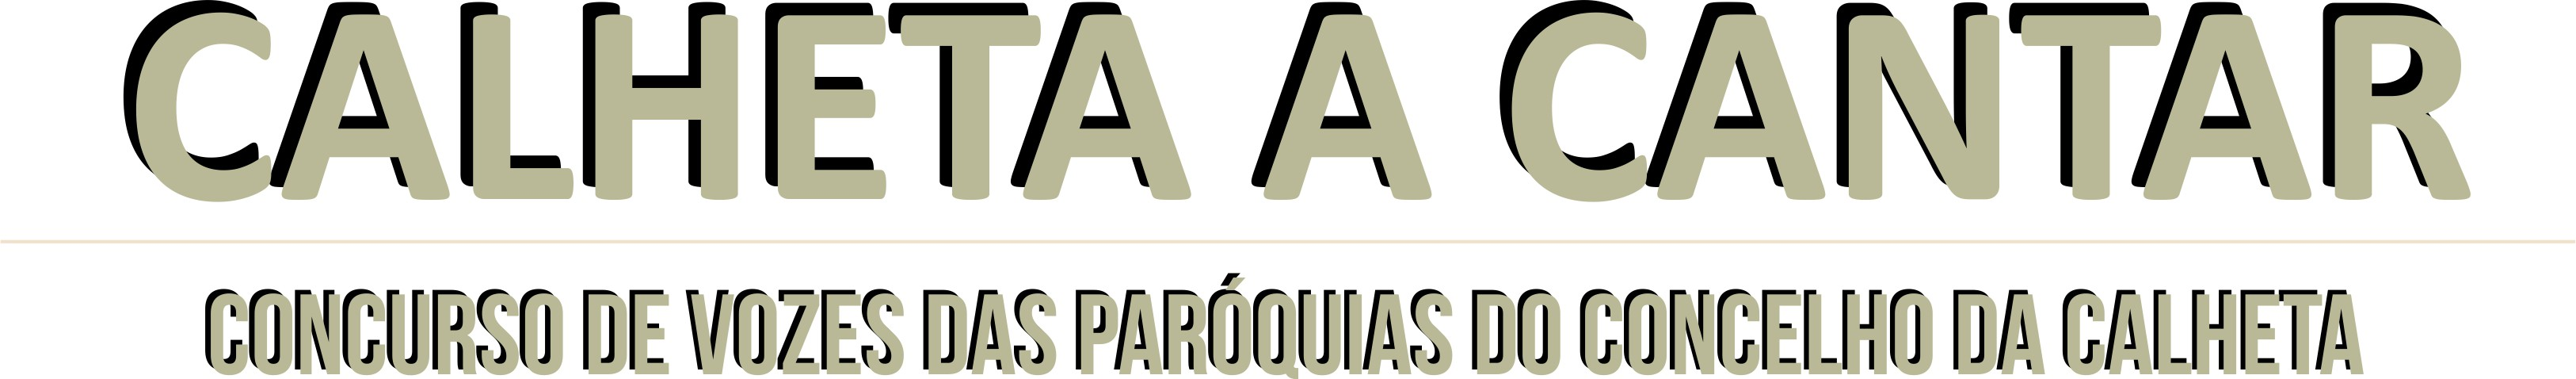 CALHETA A CANTAR
CONCURSO DE VOZES DAS PARÓQUIAS DO CONCELHO DA CALHETA